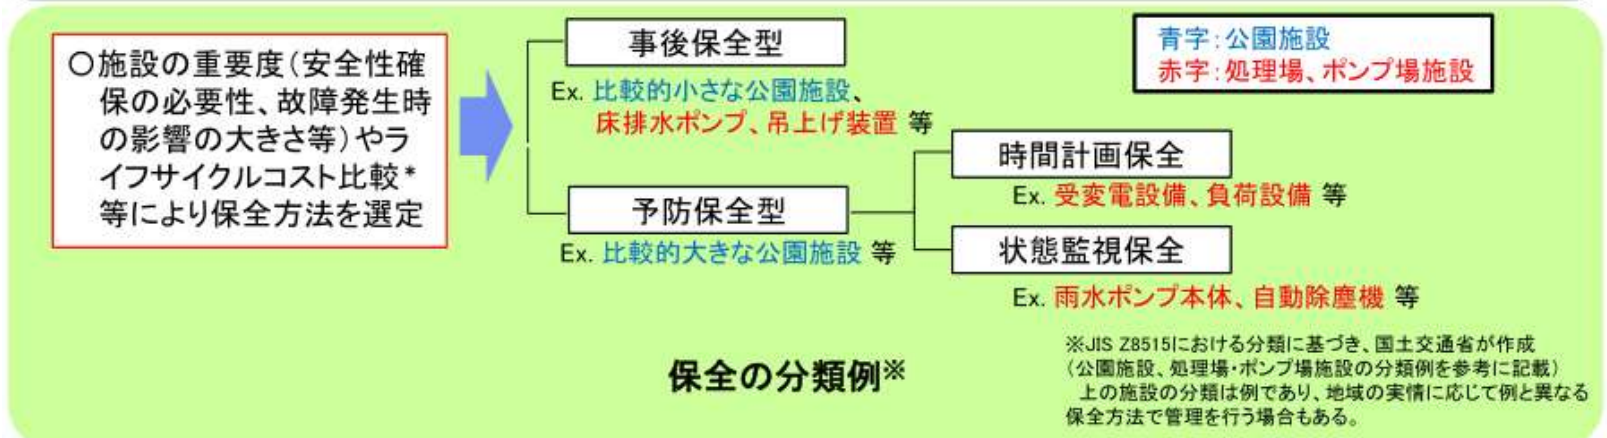 〇施設の重要度(安全性確
保の必要性、故障発生時
の影響の大きさ等)やラ
イフサイクルコスト比較*
等により保全方法を選定
事後保全型
Ex. 比較的小さな公園施設、
床排水ポンプ、吊上げ装置 等
予防保全型
Ex. 比較的大きな公園施設 等
青字:公園施設
赤字:処理場、ポンプ場施設
時間計画保全
Ex. 受変電設備、負荷設備 等
状態監視保全
Ex. 雨水ポンプ本体、自動除塵機 等
保全の分類例※
※JIS Z8515における分類に基づき、国土交通省が作成
(公園施設、処理場・ポンプ場施設の分類例を参考に記載)
上の施設の分類は例であり、地域の実情に応じて例と異なる
保全方法で管理を行う場合もある。